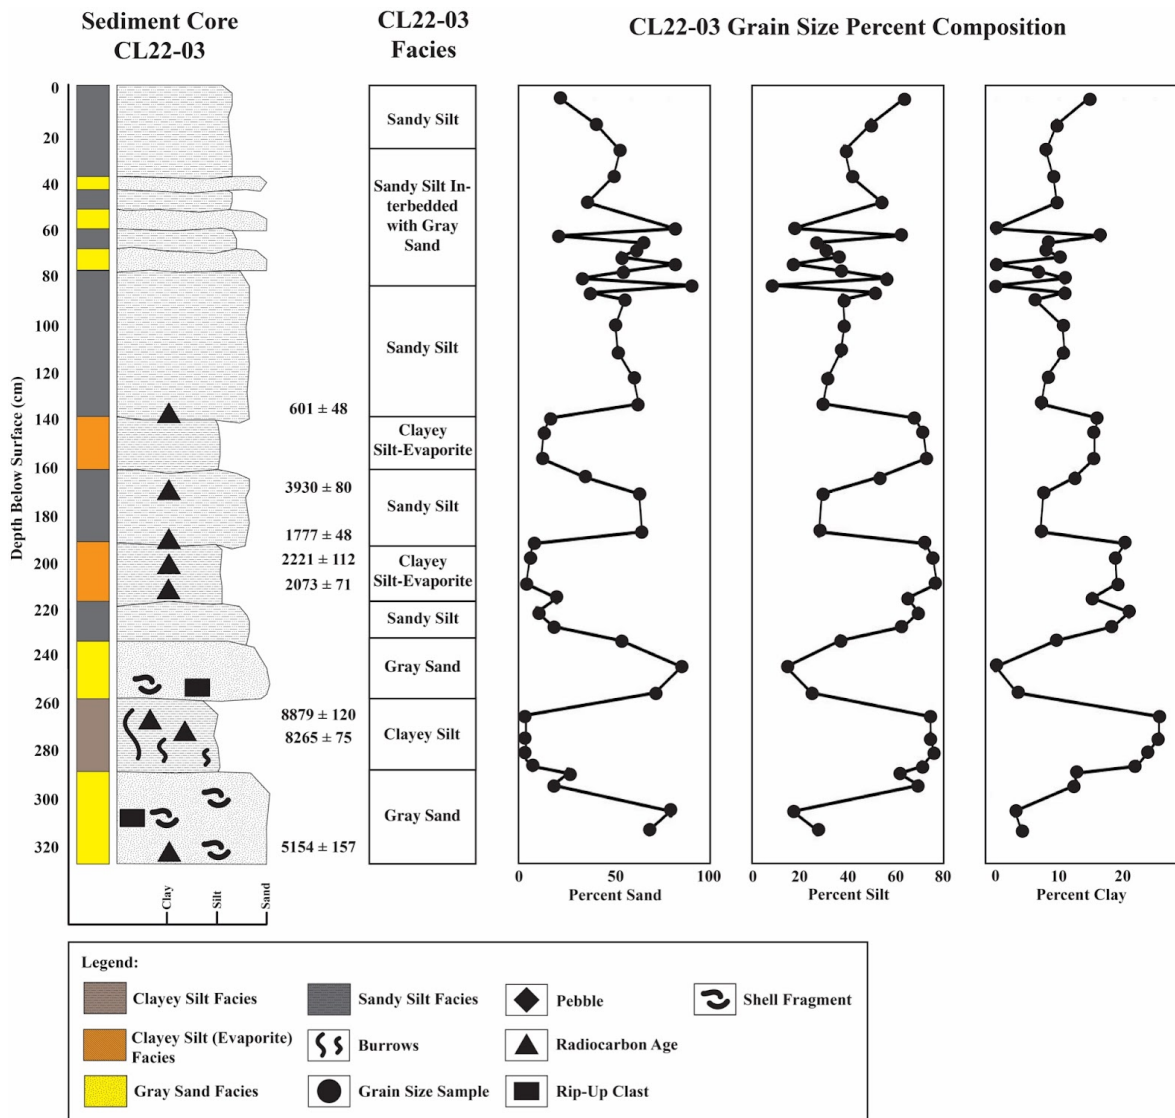 Sediment Core
CL22-03
CL22-03
Facies
CL22-03 Grain Size Percent Composition
Depth Below Surface (cm)
0
20
40
60
80
100
120
140
160
180
200
220
240
260
280
300
320
601 ± 48
3930 ± 80
1777 ± 48
2221 ± 112
2073 ± 71
8879 ± 120
8265 ± 75
5154 ± 157
Clay
Silt
Sand
Sandy Silt
Sandy Silt In-
terbedded
with Gray
Sand
Sandy Silt
Clayey
Silt-Evaporite
Sandy Silt
Clayey
Silt-Evaporite
Sandy Silt
Gray Sand
Clayey Silt
Gray Sand
0 50 100
Percent Sand
0 20 40 60 80
Percent Silt
0 10 20
Percent Clay
Legend:
Clayey Silt Facies
Clayey Silt (Evaporite)
Facies
Gray Sand Facies
Sandy Silt Facies
Burrows
Grain Size Sample
Pebble
Radiocarbon Age
Rip-Up Clast
Shell Fragment